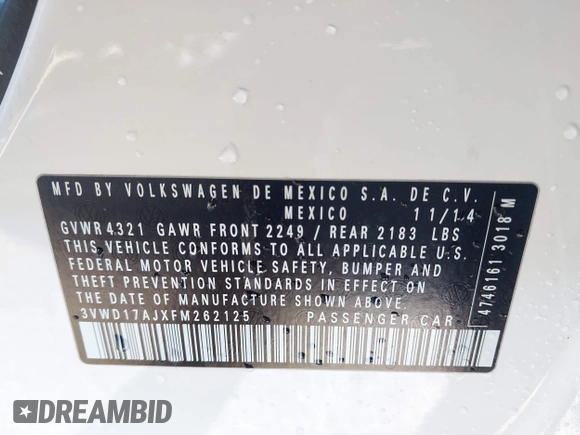 MFD BY VOLKSWAGEN DE MEXICO S.A. DE C.V.
MEXICO 11/14
GVWR 4321 GAWR FRONT 2249 / REAR 2183 LBS
THIS VEHICLE CONFORMS TO ALL APPLICABLE U.S.
FEDERAL MOTOR VEHICLE SAFETY, BUMPER AND
THEFT PREVENTION STANDARDS IN EFFECT ON
THE DATE OF MANUFACTURE SHOWN ABOVE.
3VWD17AJXFM262125 PASSENGER CAR
4746161 3018 M
DREAMBID